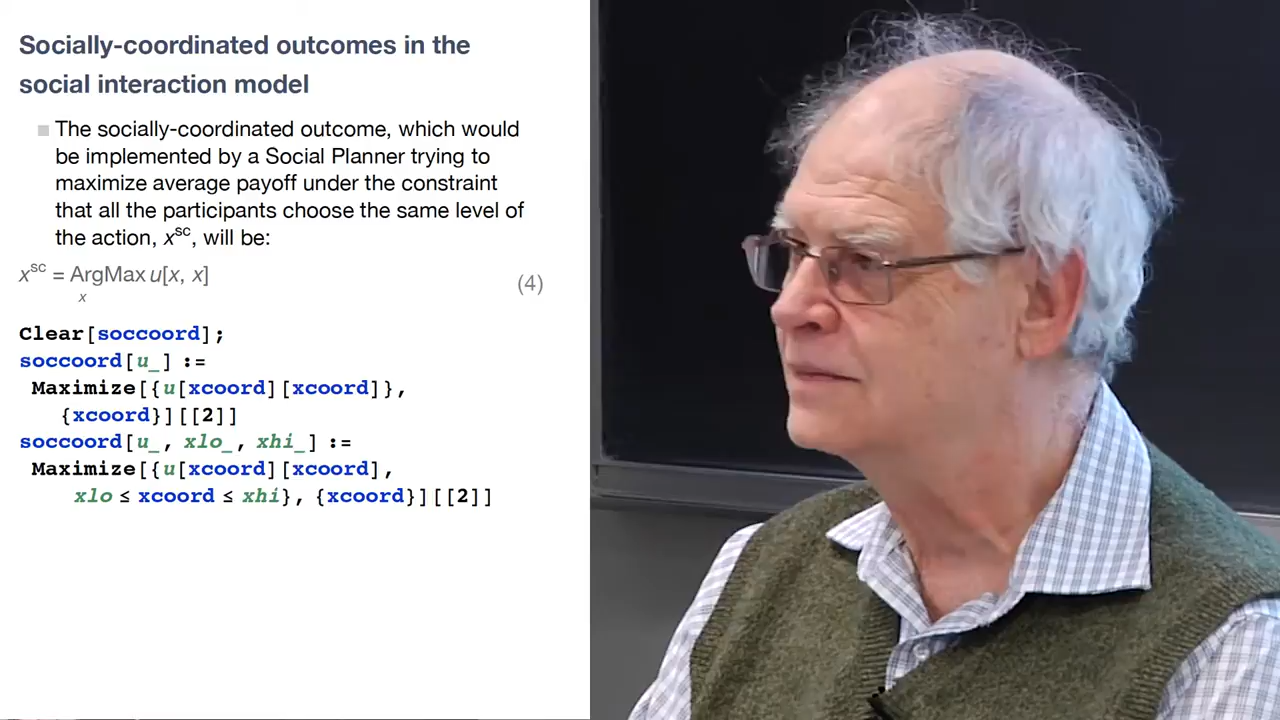 Socially-coordinated outcomes in the
social interaction model
The socially-coordinated outcome, which would
be implemented by a Social Planner trying to
maximize average payoff under the constraint
that all the participants choose the same level of
the action, x^sc, will be:
x^sc = ArgMax u[x, x] (4)
x
Clear[soccoord];
soccoord[u_] :=
Maximize[{u[xcoord][xcoord]},
{xcoord}][[2]]
soccoord[u_, xlo_, xhi_] :=
Maximize[{u[xcoord][xcoord],
xlo ≤ xcoord ≤ xhi}, {xcoord}][[2]]